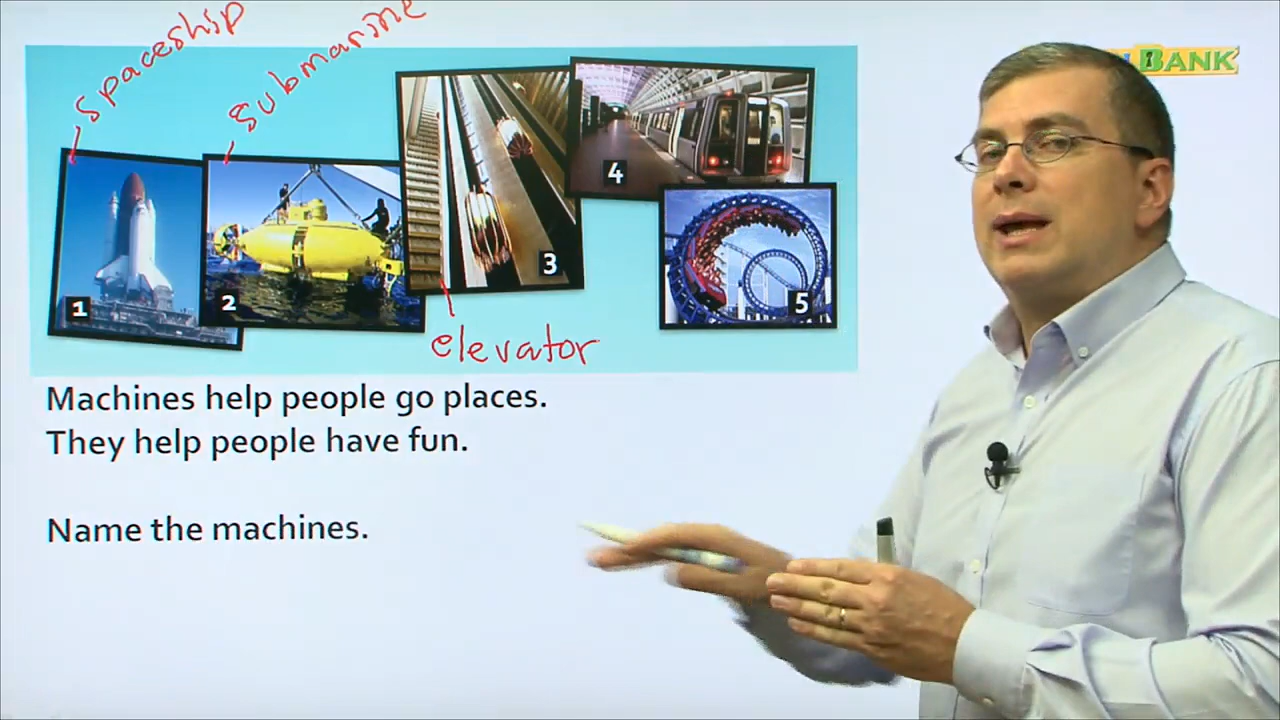 spaceship
submarine
BANK
1
2
3
4
5
elevator
Machines help people go places.
They help people have fun.
Name the machines.